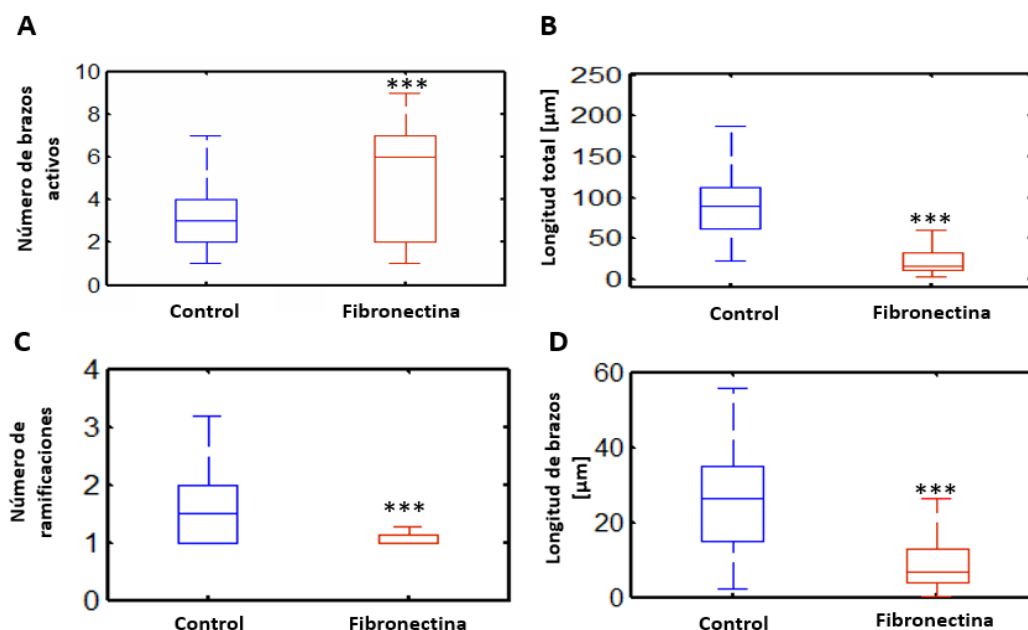 A
Número de brazos
activos
10
8
6
4
2
0
***
Control
Fibronectina
B
Longitud total [µm]
250
200
150
100
50
0
***
Control
Fibronectina
C
Número de
ramificaciones
4
3
2
1
0
***
Control
Fibronectina
D
Longitud de brazos
[µm]
60
40
20
0
***
Control
Fibronectina